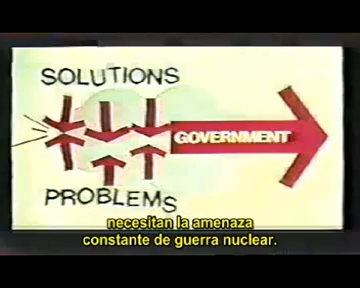 SOLUTIONS
GOVERNMENT
PROBLEMS
necesitan la amenaza
constante de guerra nuclear.